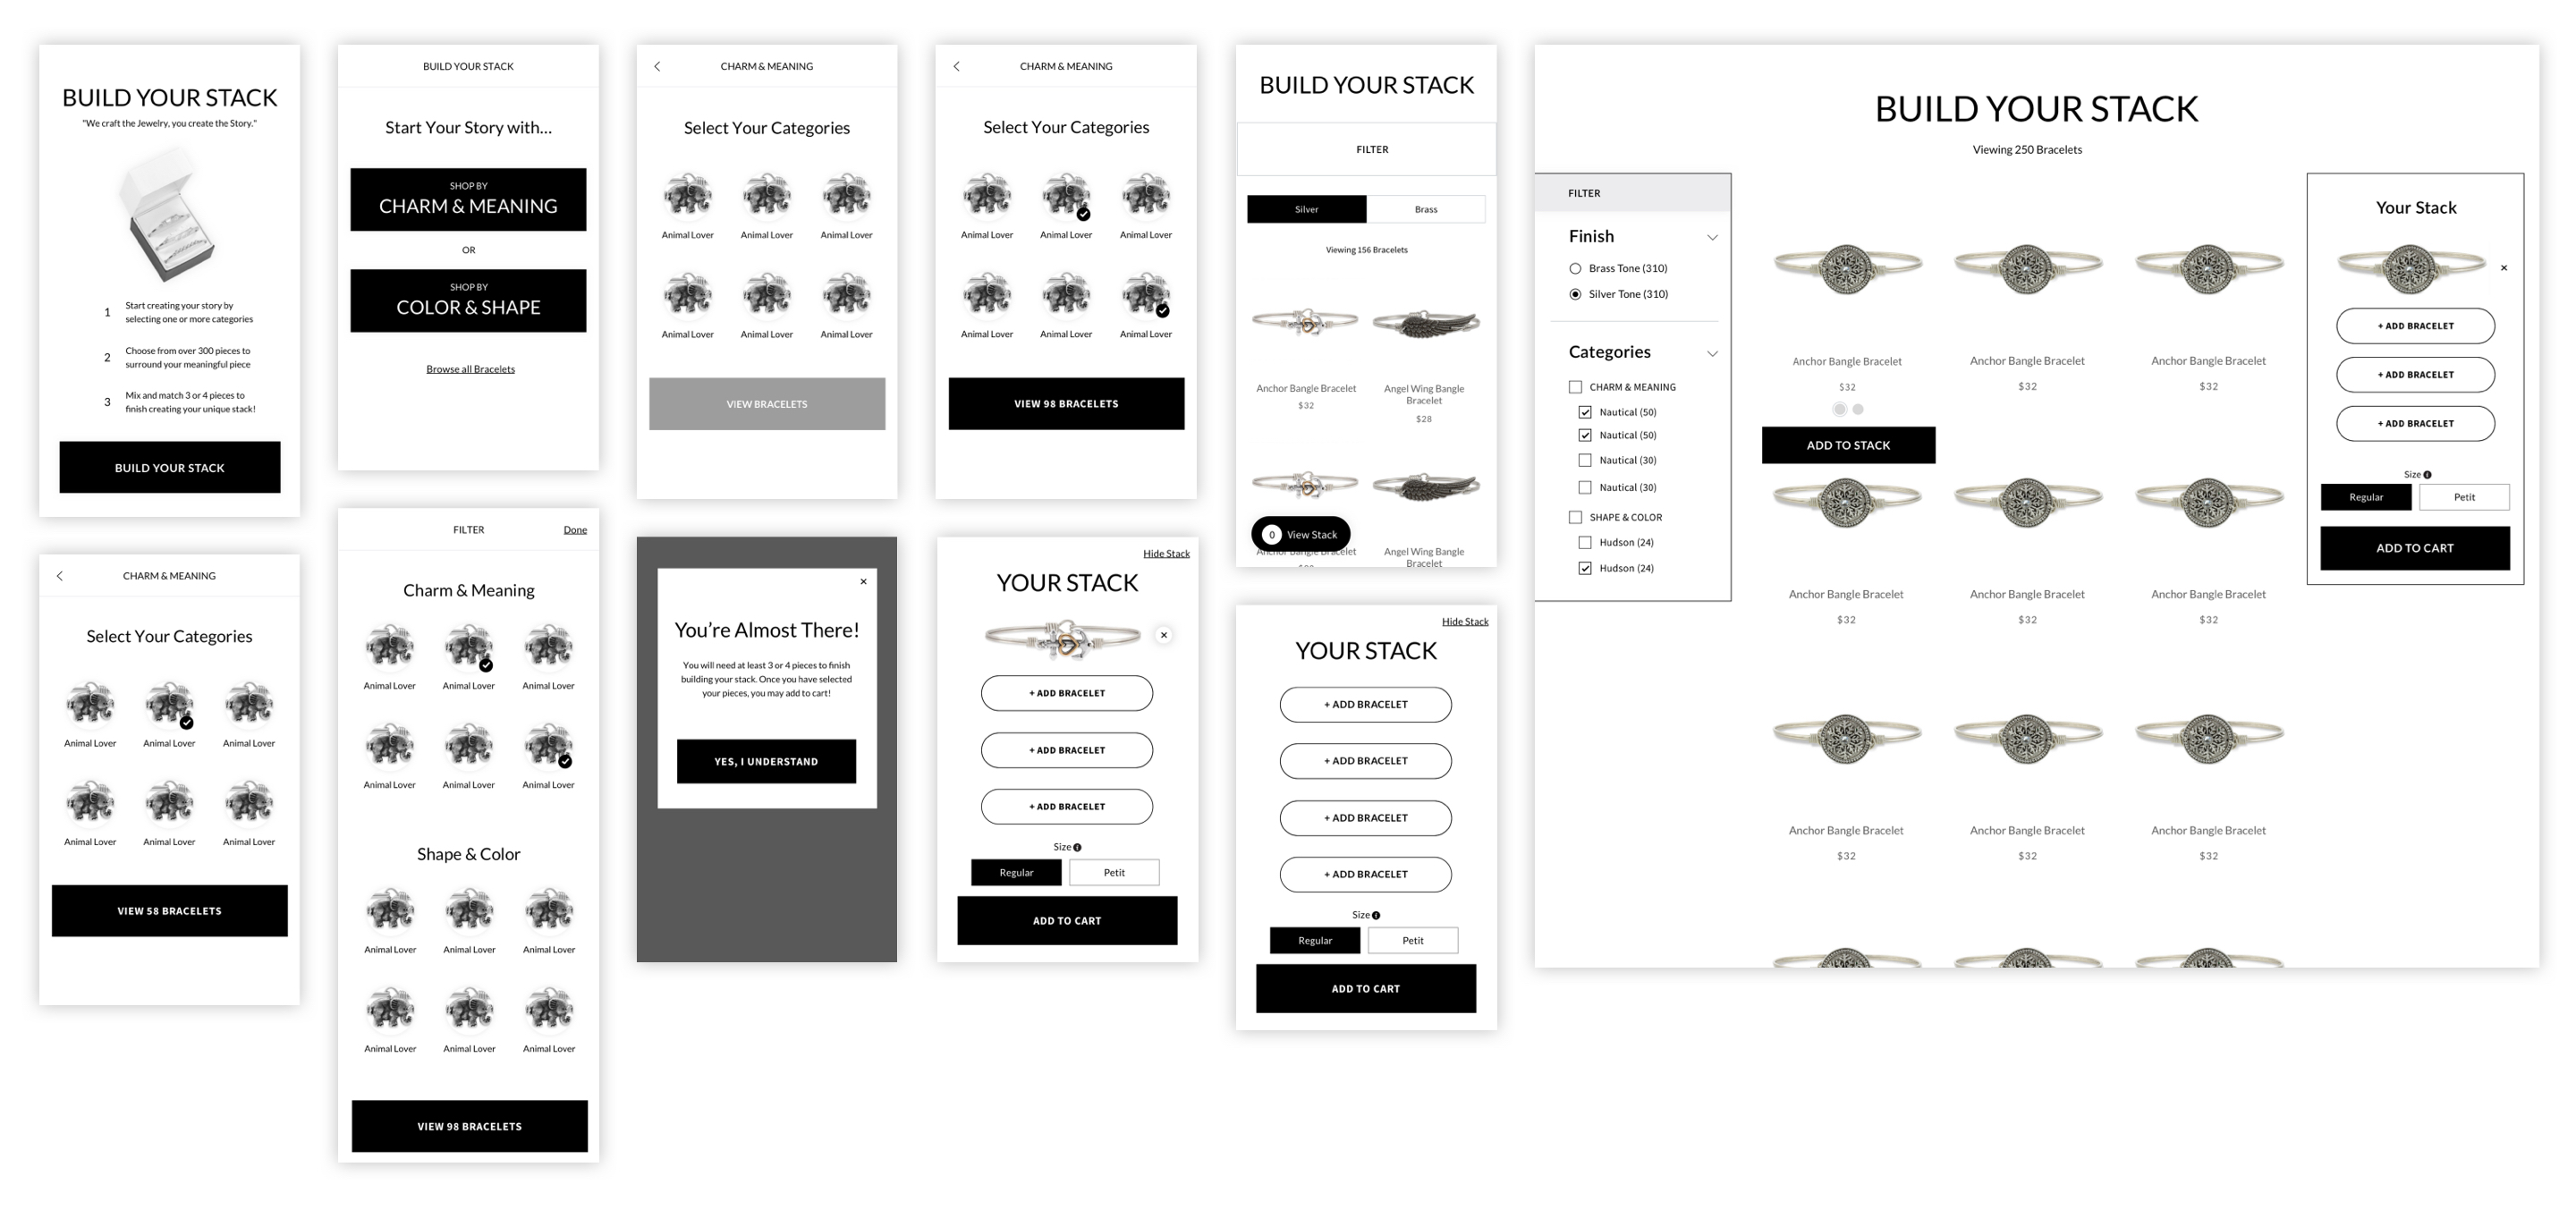 BUILD YOUR STACK
"We craft the Jewelry, you create the Story."
1 Start creating your story by
selecting one or more categories
2 Choose from over 300 pieces to
surround your meaningful piece
3 Mix and match 3 or 4 pieces to
finish creating your unique stack!
BUILD YOUR STACK
CHARM & MEANING
Select Your Categories
Animal Lover Animal Lover Animal Lover
Animal Lover Animal Lover Animal Lover
VIEW 58 BRACELETS
BUILD YOUR STACK
Start Your Story with...
SHOP BY
CHARM & MEANING
OR
SHOP BY
COLOR & SHAPE
Browse all Bracelets
FILTER Done
Charm & Meaning
Animal Lover Animal Lover Animal Lover
Animal Lover Animal Lover Animal Lover
Shape & Color
Animal Lover Animal Lover Animal Lover
Animal Lover Animal Lover Animal Lover
VIEW 98 BRACELETS
CHARM & MEANING
Select Your Categories
Animal Lover Animal Lover Animal Lover
Animal Lover Animal Lover Animal Lover
VIEW BRACELETS
You're Almost There!
You will need at least 3 or 4 pieces to finish
building your stack. Once you have selected
your pieces, you may add to cart!
YES, I UNDERSTAND
CHARM & MEANING
Select Your Categories
Animal Lover Animal Lover Animal Lover
Animal Lover Animal Lover Animal Lover
VIEW 98 BRACELETS
Hide Stack
YOUR STACK
+ ADD BRACELET
+ ADD BRACELET
+ ADD BRACELET
Size
Regular Petit
ADD TO CART
BUILD YOUR STACK
FILTER
Silver Brass
Viewing 156 Bracelets
Anchor Bangle Bracelet Angel Wing Bangle
Bracelet
$32 $28
0 View Stack
Anchor Bangle Bracelet Angel Wing Bangle
Bracelet
Hide Stack
YOUR STACK
+ ADD BRACELET
+ ADD BRACELET
+ ADD BRACELET
+ ADD BRACELET
Size
Regular Petit
ADD TO CART
BUILD YOUR STACK
Viewing 250 Bracelets
FILTER
Finish
Brass Tone (310)
Silver Tone (310)
Categories
CHARM & MEANING
Nautical (50)
Nautical (50)
Nautical (30)
Nautical (30)
SHAPE & COLOR
Hudson (24)
Hudson (24)
Anchor Bangle Bracelet Anchor Bangle Bracelet Anchor Bangle Bracelet
$32 $32 $32
ADD TO STACK
Anchor Bangle Bracelet Anchor Bangle Bracelet Anchor Bangle Bracelet
$32 $32 $32
Anchor Bangle Bracelet Anchor Bangle Bracelet Anchor Bangle Bracelet
$32 $32 $32
Your Stack
+ ADD BRACELET
+ ADD BRACELET
+ ADD BRACELET
Size
Regular Petit
ADD TO CART